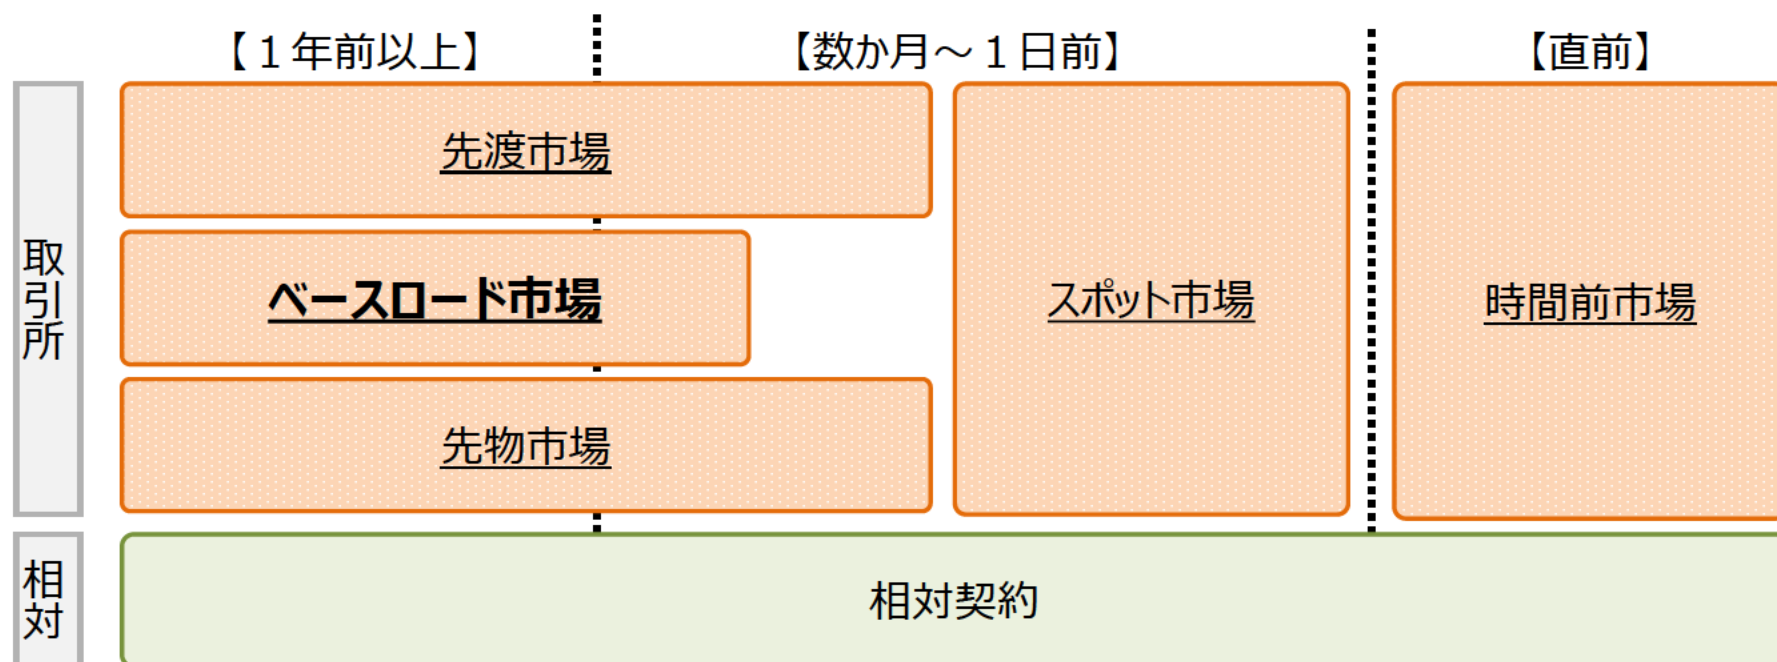 【１年前以上】
【数か月～１日前】
【直前】
取引所
先渡市場
ベースロード市場
先物市場
スポット市場
時間前市場
相対
相対契約